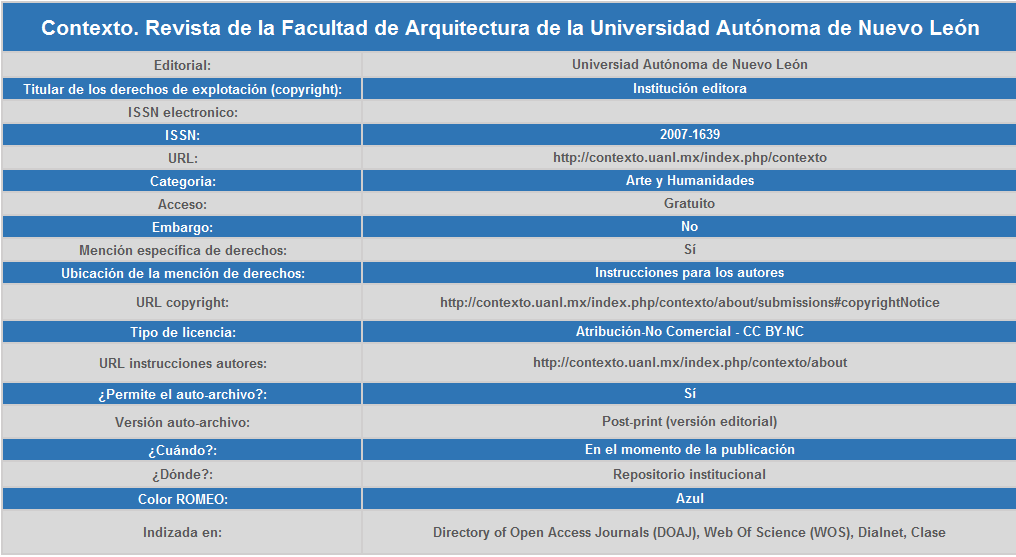 Contexto. Revista de la Facultad de Arquitectura de la Universidad Autónoma de Nuevo León
Editorial: Universiad Autónoma de Nuevo León
Titular de los derechos de explotación (copyright): Institución editora
ISSN electronico:
ISSN: 2007-1639
URL: http://contexto.uanl.mx/index.php/contexto
Categoria: Arte y Humanidades
Acceso: Gratuito
Embargo: No
Mención específica de derechos: Sí
Ubicación de la mención de derechos: Instrucciones para los autores
URL copyright: http://contexto.uanl.mx/index.php/contexto/about/submissions#copyrightNotice
Tipo de licencia: Atribución-No Comercial - CC BY-NC
URL instrucciones autores: http://contexto.uanl.mx/index.php/contexto/about
¿Permite el auto-archivo?: Sí
Versión auto-archivo: Post-print (versión editorial)
¿Cuándo?: En el momento de la publicación
¿Dónde?: Repositorio institucional
Color ROMEO: Azul
Indizada en: Directory of Open Access Journals (DOAJ), Web Of Science (WOS), Dialnet, Clase